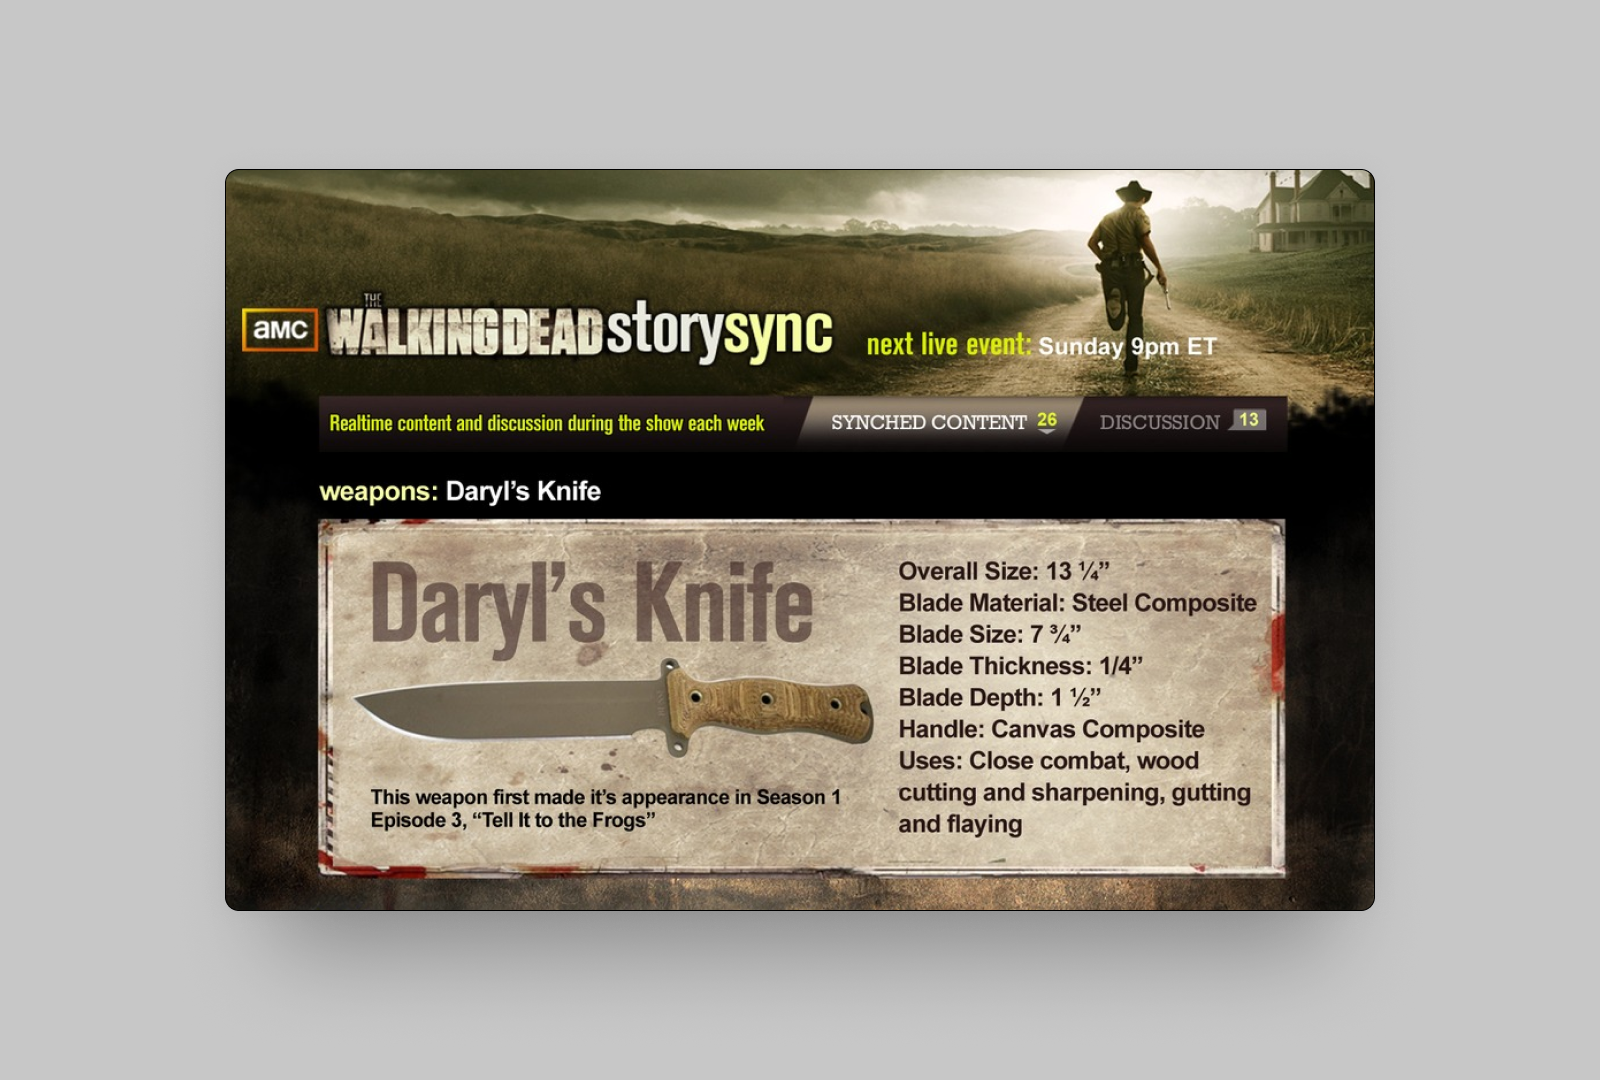 THE
aMC WALKING DEAD storysync
next live event: Sunday 9pm ET
Realtime content and discussion during the show each week
SYNCHED CONTENT 26
DISCUSSION 13
weapons: Daryl’s Knife
Daryl’s Knife
This weapon first made it’s appearance in Season 1
Episode 3, “Tell It to the Frogs”
Overall Size: 13 ¼”
Blade Material: Steel Composite
Blade Size: 7 ¾”
Blade Thickness: 1/4”
Blade Depth: 1 ½”
Handle: Canvas Composite
Uses: Close combat, wood
cutting and sharpening, gutting
and flaying